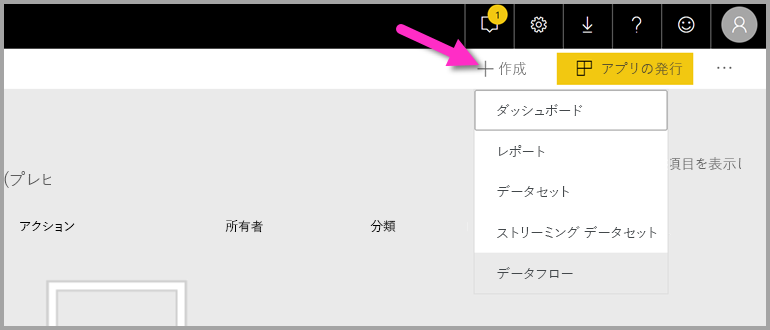 1
?
+ 作成
アプリの発行
...
ダッシュボード
レポート
項目を表示し
データセット
(プレビ
アクション
所有者
分類
ストリーミング データセット
データフロー